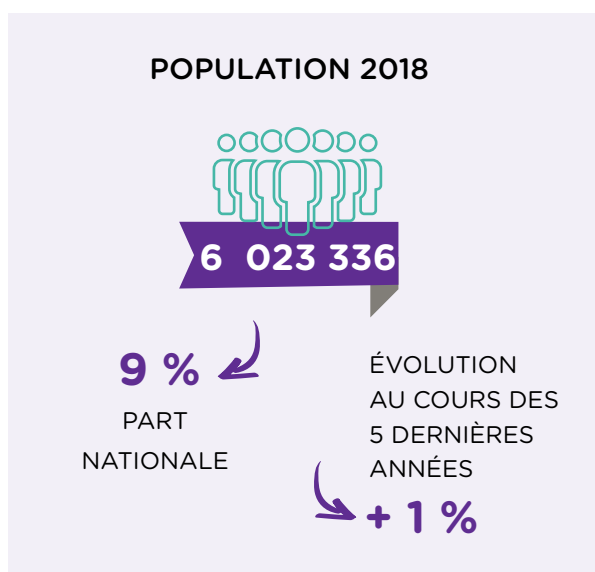 POPULATION 2018
6 023 336
9 %
PART
NATIONALE
ÉVOLUTION
AU COURS DES
5 DERNIÈRES
ANNÉES
+ 1 %